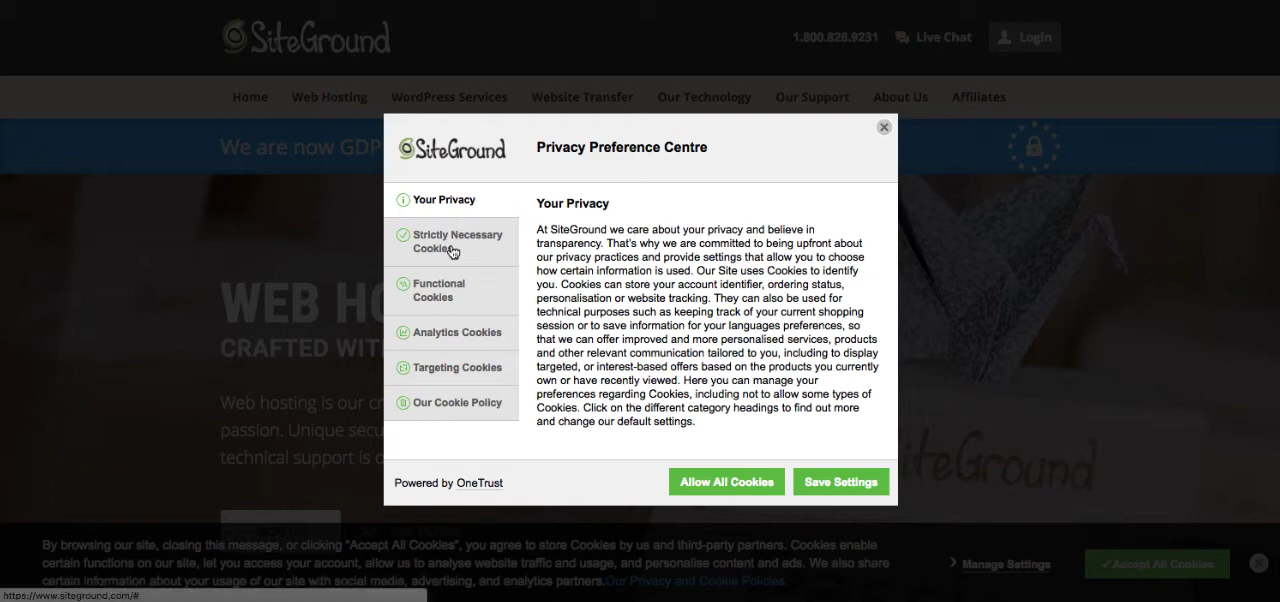 SiteGround
1.800.828.9231
Live Chat
Login
Home
Web Hosting
WordPress Services
Website Transfer
Our Technology
Our Support
About Us
Affiliates
We are now GDP
SiteGround
Privacy Preference Centre
Your Privacy
Strictly Necessary
Cookies
Functional
Cookies
Analytics Cookies
Targeting Cookies
Our Cookie Policy
Your Privacy
At SiteGround we care about your privacy and believe in
transparency. That's why we are committed to being upfront about
our privacy practices and provide settings that allow you to choose
how certain information is used. Our Site uses Cookies to identify
you. Cookies can store your account identifier, ordering status,
personalisation or website tracking. They can also be used for
technical purposes such as keeping track of your current shopping
session or to save information for your languages preferences, so
that we can offer improved and more personalised services, products
and other relevant communication tailored to you, including to display
targeted, or interest-based offers based on the products you currently
own or have recently viewed. Here you can manage your
preferences regarding Cookies, including not to allow some types of
Cookies. Click on the different category headings to find out more
and change our default settings.
Powered by OneTrust
Allow All Cookies
Save Settings
WEB HO
CRAFTED WIT
Web hosting is our c
passion. Unique secu
technical support is
iteGround
By browsing our site, closing this message, or clicking "Accept All Cookies", you agree to store Cookies by us and third-party partners. Cookies enable
certain functions on our site, let you access your account, allow us to analyse website traffic and usage, and personalise content and ads. We also share
certain information about your usage of our site with social media, advertising, and analytics partners.Our Privacy and Cookie Policies.
Manage Settings
Accept All Cookies
https://www.siteground.com/#